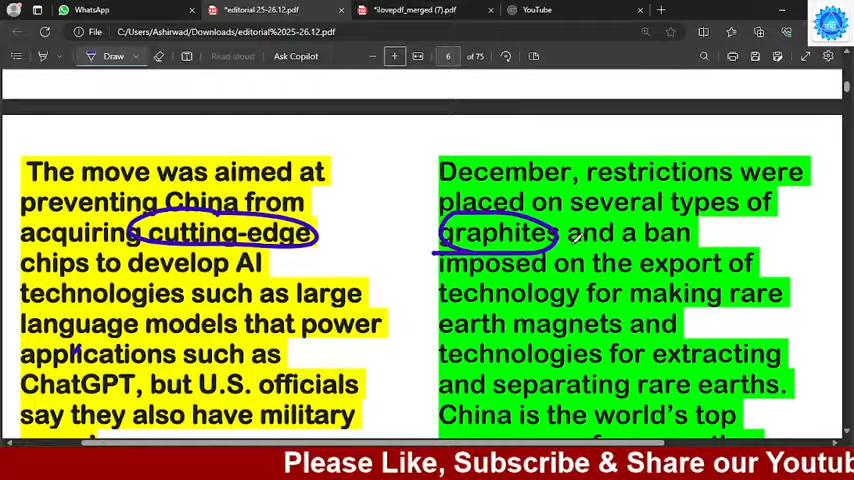 WhatsApp
*editorial 25-26.12.pdf
*ilovepdf_merged (7).pdf
YouTube
File
C:/Users/Ashirwad/Downloads/editorial%2025-26.12.pdf
Draw
Read aloud
Ask Copilot
6
of 75
The move was aimed at
preventing China from
acquiring cutting-edge
chips to develop AI
technologies such as large
language models that power
applications such as
ChatGPT, but U.S. officials
say they also have military
December, restrictions were
placed on several types of
graphites and a ban
imposed on the export of
technology for making rare
earth magnets and
technologies for extracting
and separating rare earths.
China is the world's top
Please Like, Subscribe & Share our Youtub